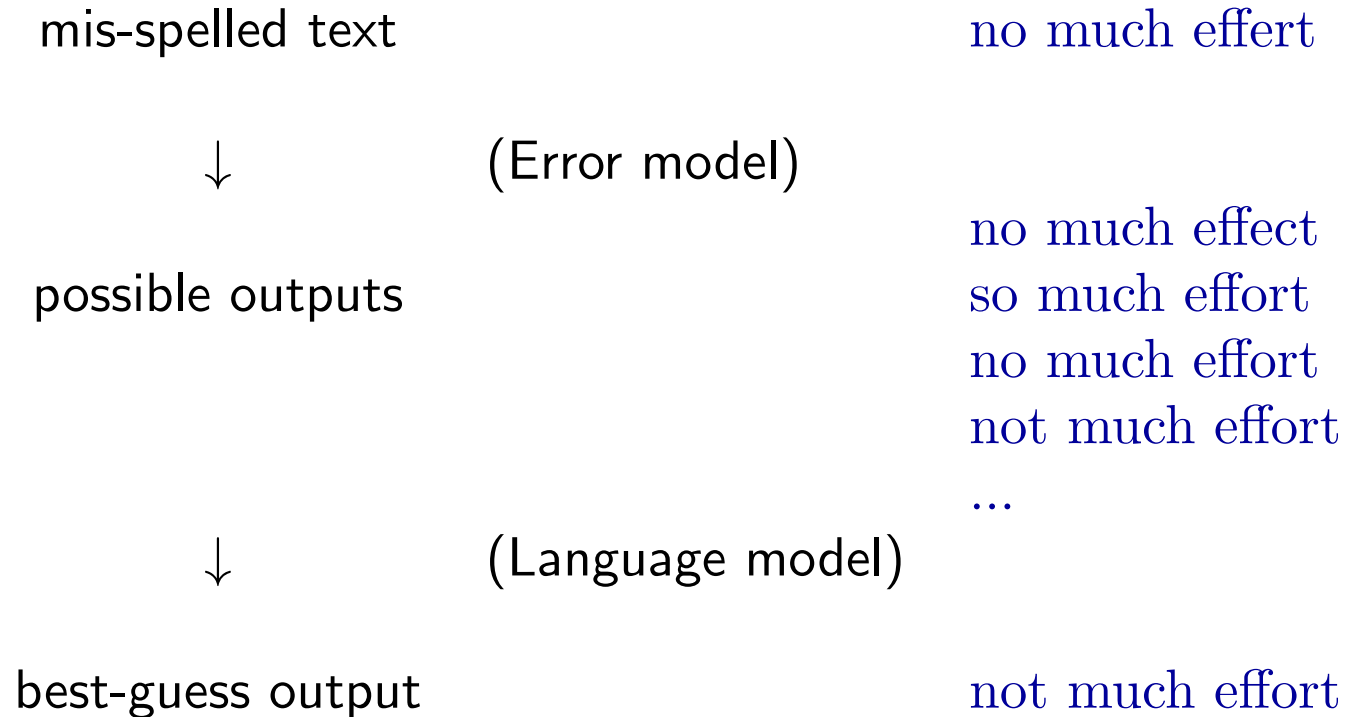 mis-spelled text no much effert
↓ (Error model)
no much effect
possible outputs so much effort
no much effort
not much effort
...
↓ (Language model)
best-guess output not much effort